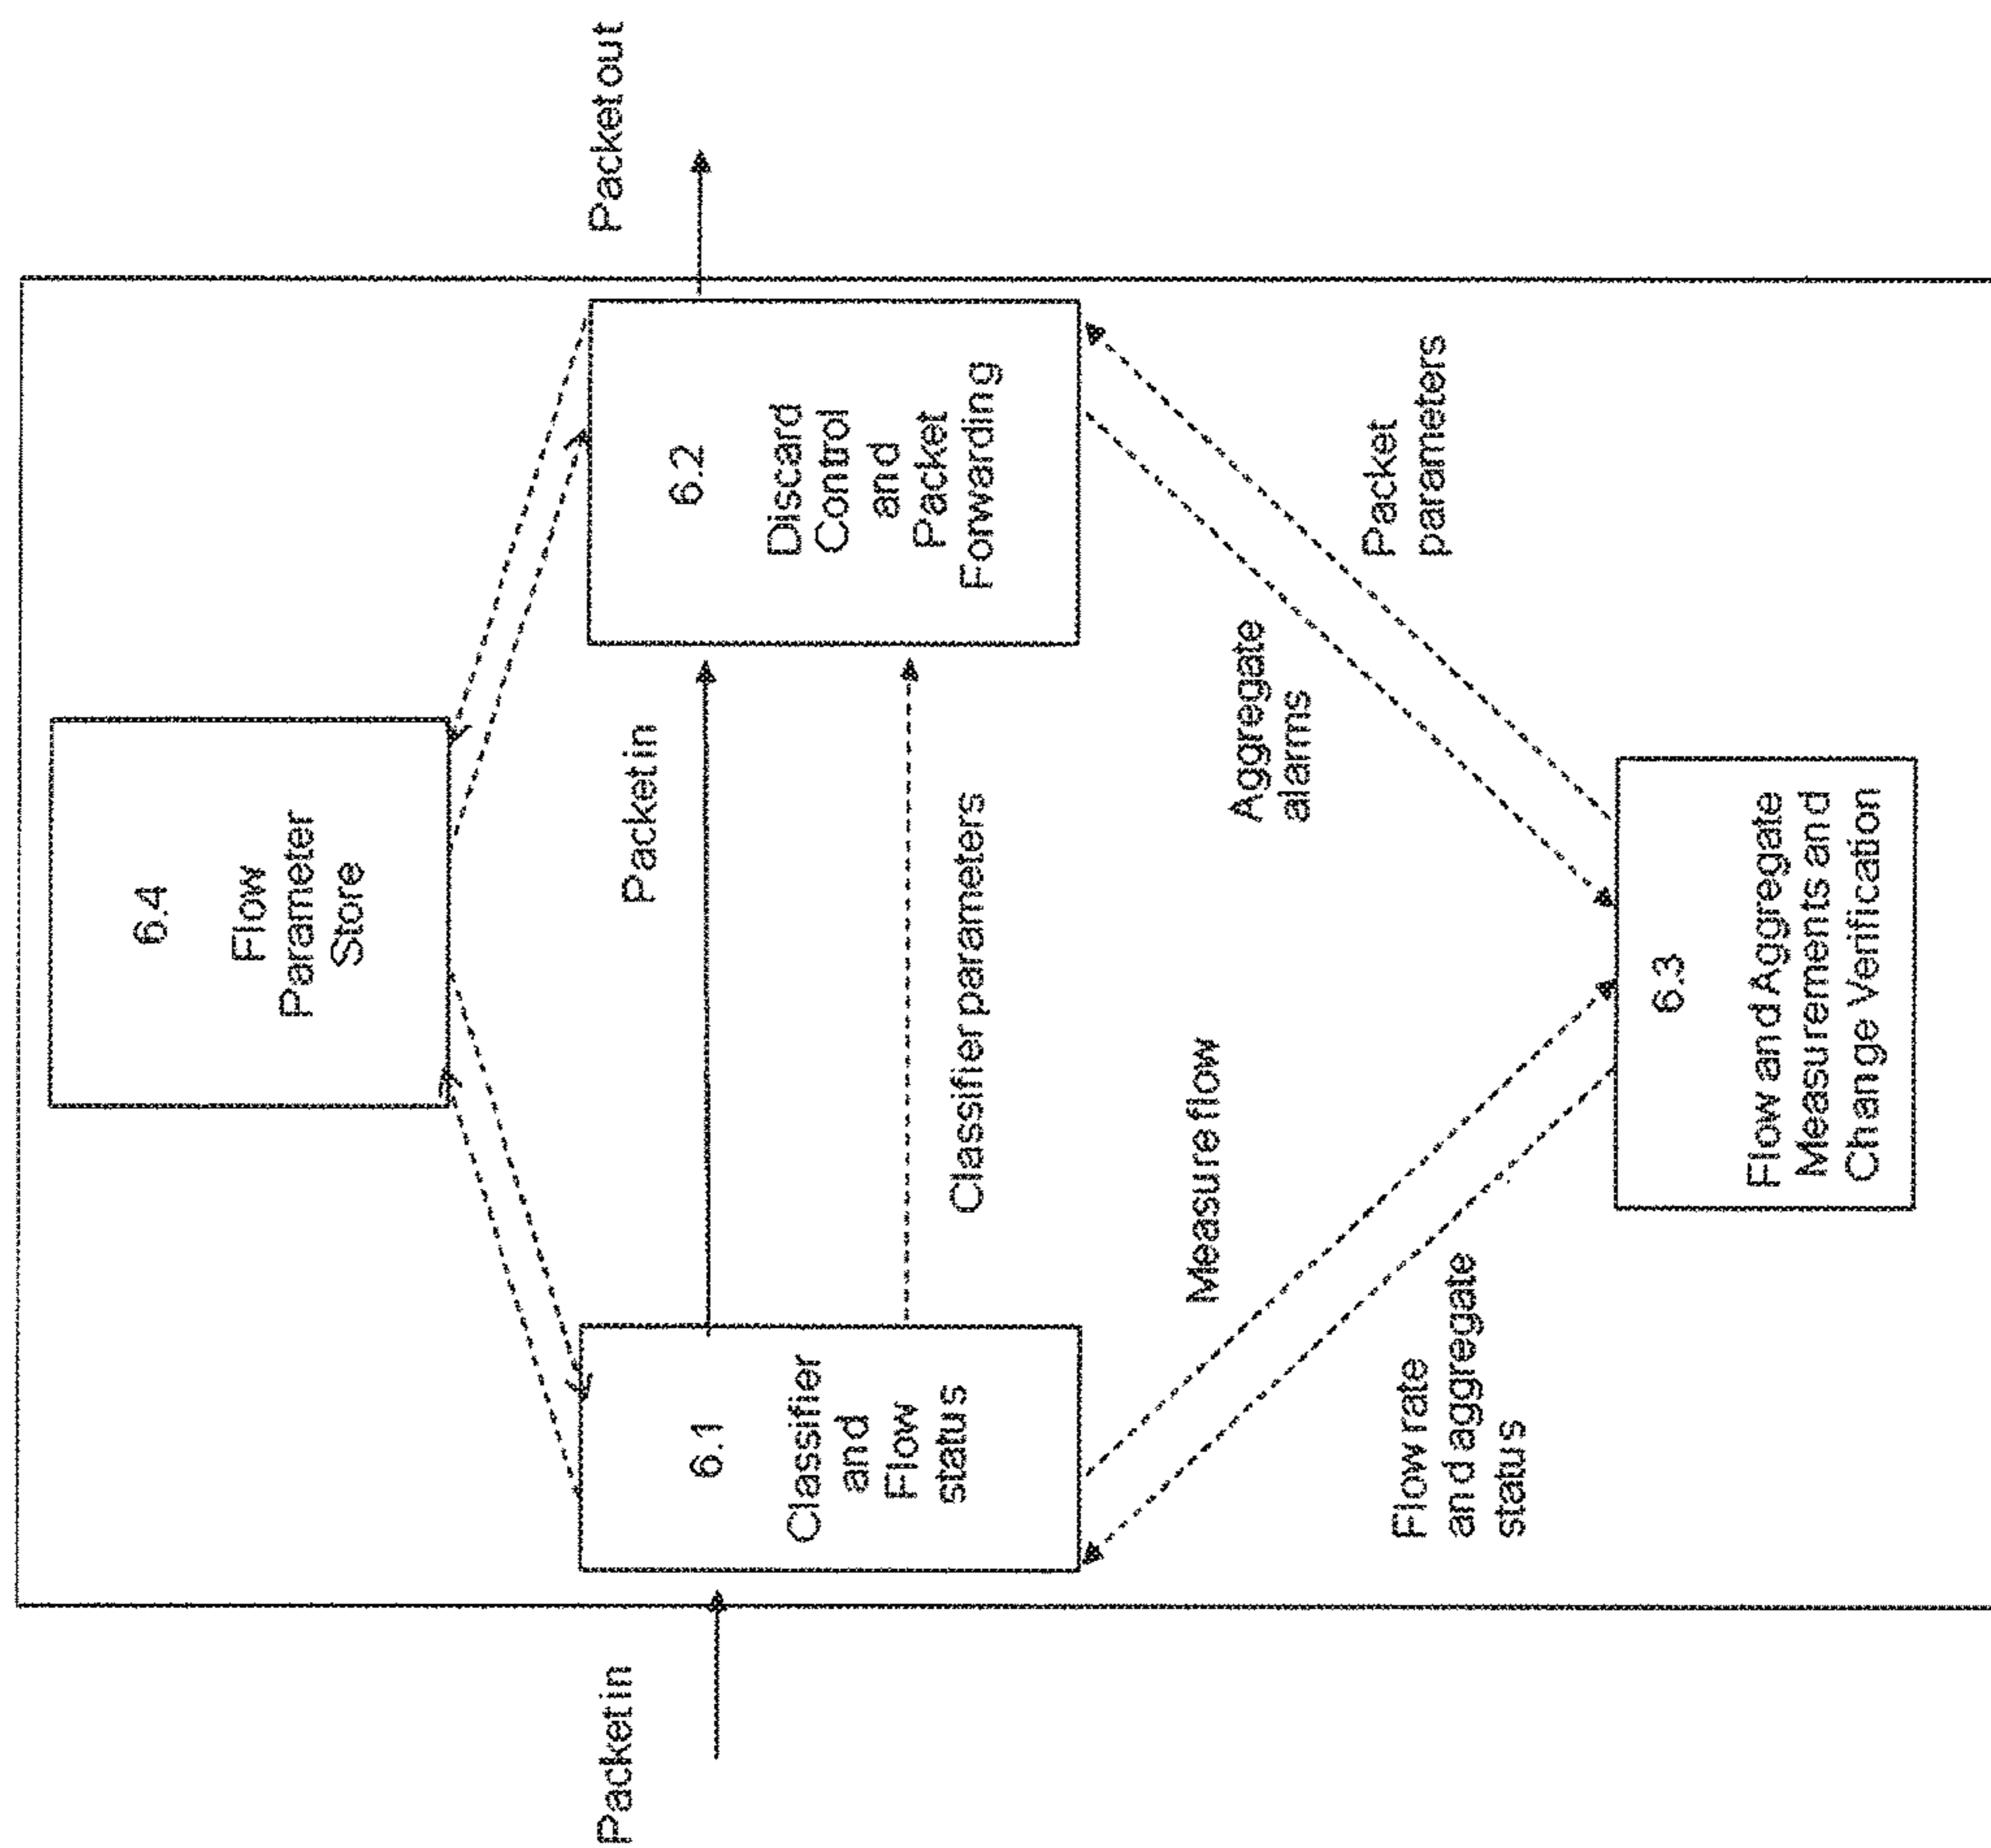 6.4
Flow
Parameter
Store
Packet in
Packet in
Packet out
6.1
Classifier
and
Flow
status
6.2
Discard
Control
and
Packet
Forwarding
Classifier parameters
Measure flow
Aggregate
alarms
Flow rate
and aggregate
status
Packet
parameters
6.3
Flow and Aggregate
Measurements and
Change Verification